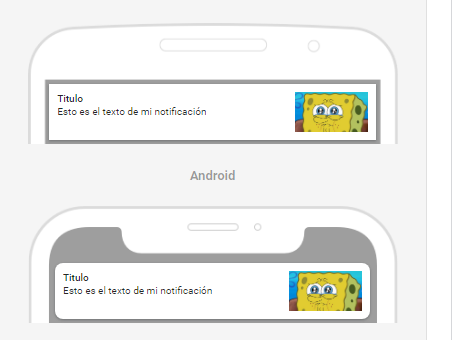 Titulo
Esto es el texto de mi notificación
Android
Titulo
Esto es el texto de mi notificación